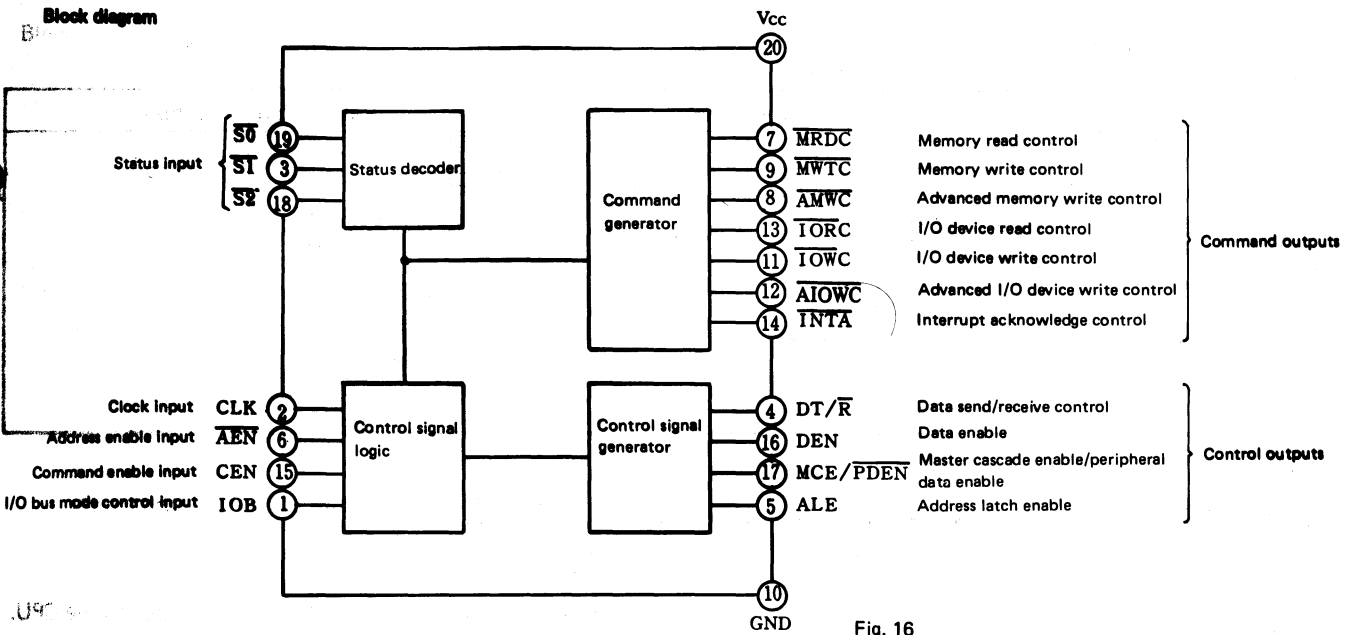 Block diagram
Vcc
20
Status input
S0 19
S1 3
S2 18
Status decoder
Command generator
7 MRDC Memory read control
9 MWTC Memory write control
8 AMWC Advanced memory write control
13 IORC I/O device read control
11 IOWC I/O device write control
12 AIOWC Advanced I/O device write control
14 INTA Interrupt acknowledge control
Command outputs
Clock input CLK 2
Address enable input AEN 6
Command enable input CEN 15
I/O bus mode control input IOB 1
Control signal logic
Control signal generator
4 DT/R Data send/receive control
16 DEN Data enable
17 MCE/PDEN Master cascade enable/peripheral
data enable
5 ALE Address latch enable
Control outputs
10
GND
Fig. 16